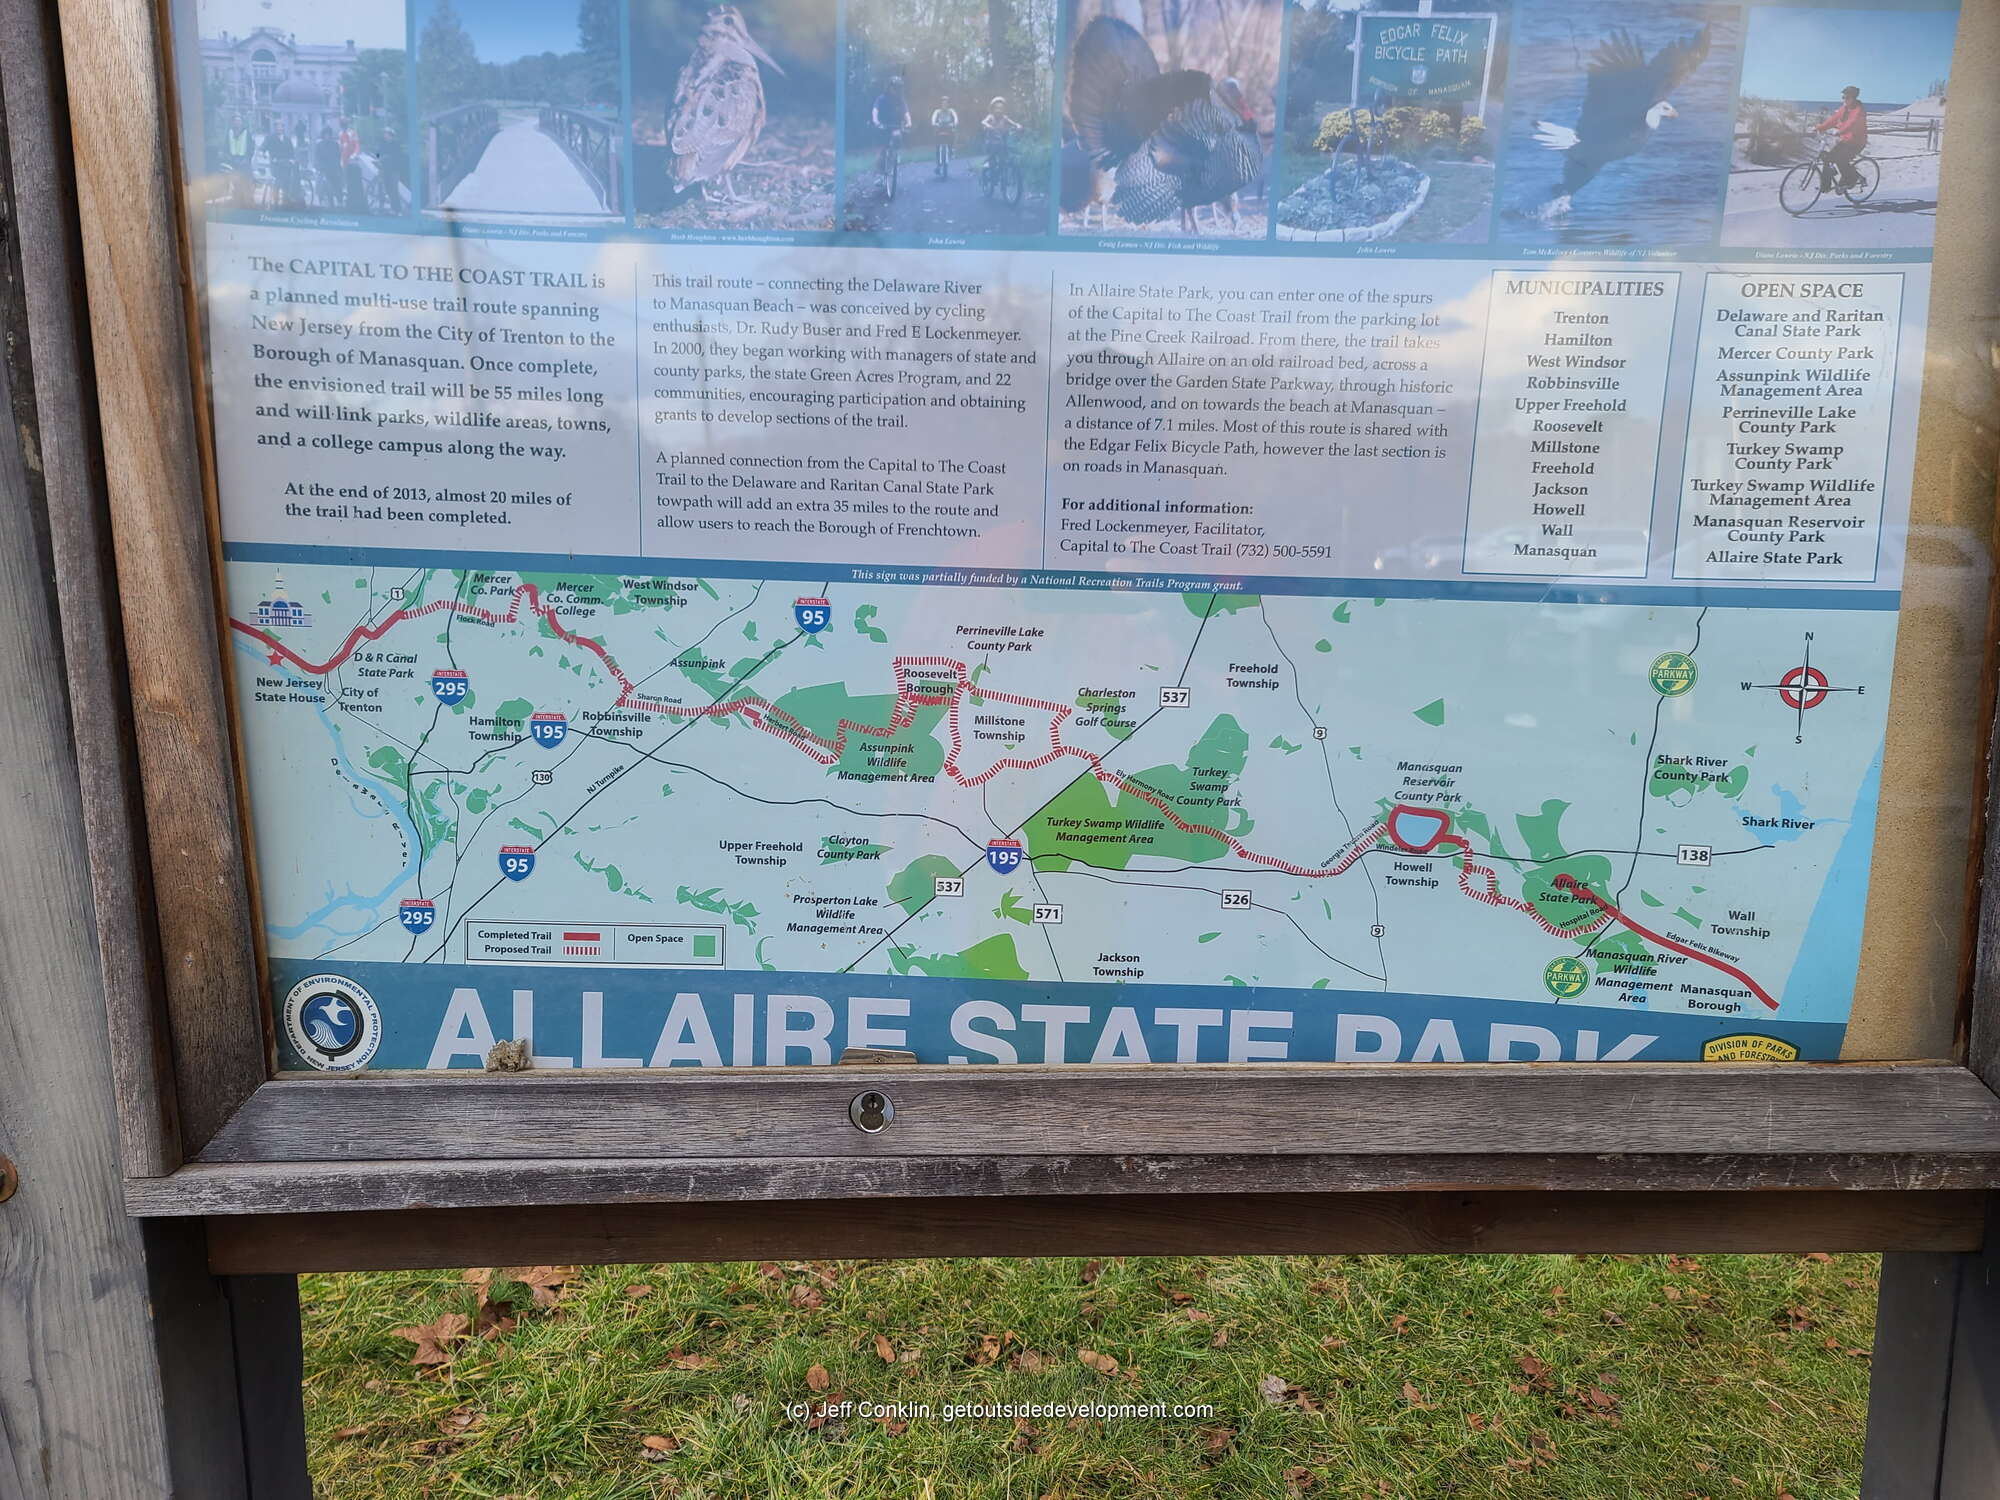 EDGAR FELIX
BICYCLE PATH
BOROUGH OF MANASQUAN
Diane Lowrie - NJ Div. Parks and Forestry
Herb Houghton - www.herbhoughton.com
John Lowrie
Craig Lemon - NJ Div. Fish and Wildlife
John Lowrie
Diane Lowrie - NJ Div. Parks and Forestry
The CAPITAL TO THE COAST TRAIL is
a planned multi-use trail route spanning
New Jersey from the City of Trenton to the
Borough of Manasquan. Once complete,
the envisioned trail will be 55 miles long
and will link parks, wildlife areas, towns,
and a college campus along the way.
At the end of 2013, almost 20 miles of
the trail had been completed.
This trail route – connecting the Delaware River
to Manasquan Beach – was conceived by cycling
enthusiasts, Dr. Rudy Buser and Fred E Lockenmeyer.
In 2000, they began working with managers of state and
county parks, the state Green Acres Program, and 22
communities, encouraging participation and obtaining
grants to develop sections of the trail.
A planned connection from the Capital to The Coast
Trail to the Delaware and Raritan Canal State Park
towpath will add an extra 35 miles to the route and
allow users to reach the Borough of Frenchtown.
In Allaire State Park, you can enter one of the spurs
of the Capital to The Coast Trail from the parking lot
at the Pine Creek Railroad. From there, the trail takes
you through Allaire on an old railroad bed, across a
bridge over the Garden State Parkway, through historic
Allenwood, and on towards the beach at Manasquan –
a distance of 7.1 miles. Most of this route is shared with
the Edgar Felix Bicycle Path, however the last section is
on roads in Manasquan.
For additional information:
Fred Lockenmeyer, Facilitator,
Capital to The Coast Trail (732) 500-5591
MUNICIPALITIES
Trenton
Hamilton
West Windsor
Robbinsville
Upper Freehold
Roosevelt
Millstone
Freehold
Jackson
Howell
Wall
Manasquan
OPEN SPACE
Delaware and Raritan
Canal State Park
Mercer County Park
Assunpink Wildlife
Management Area
Perrineville Lake
County Park
Turkey Swamp
County Park
Turkey Swamp Wildlife
Management Area
Manasquan Reservoir
County Park
Allaire State Park
This sign was partially funded by a National Recreation Trails Program grant.
New Jersey
State House
D & R Canal
State Park
City of
Trenton
1
Mercer
Co. Park
Flock Road
Mercer
Co. Comm.
College
West Windsor
Township
INTERSTATE
95
INTERSTATE
295
Hamilton
Township
INTERSTATE
195
Robbinsville
Township
Sharon Road
Assunpink
Herbert Road
130
NJ Turnpike
Delaware River
INTERSTATE
95
INTERSTATE
295
Roosevelt
Borough
Perrineville Lake
County Park
Assunpink
Wildlife
Management Area
Millstone
Township
Charleston
Springs
Golf Course
537
Freehold
Township
9
Ely Harmony Road
Turkey
Swamp
County Park
Turkey Swamp Wildlife
Management Area
Upper Freehold
Township
Clayton
County Park
Prosperton Lake
Wildlife
Management Area
537
INTERSTATE
195
571
526
Jackson
Township
9
Georgia Tavern Road
Manasquan
Reservoir
County Park
Windeler Road
Howell
Township
138
PARKWAY
Shark River
County Park
Shark River
Allaire
State Park
Hospital Road
Wall
Township
Edgar Felix Bikeway
PARKWAY
Manasquan River
Wildlife
Management
Area
Manasquan
Borough
N
W
E
S
Completed Trail
Proposed Trail
Open Space
NJ DEPARTMENT OF ENVIRONMENTAL PROTECTION
NEW JERSEY
ALLAIRE STATE PARK
DIVISION OF PARKS
AND FORESTRY
(c) Jeff Conklin, getoutsidedevelopment.com